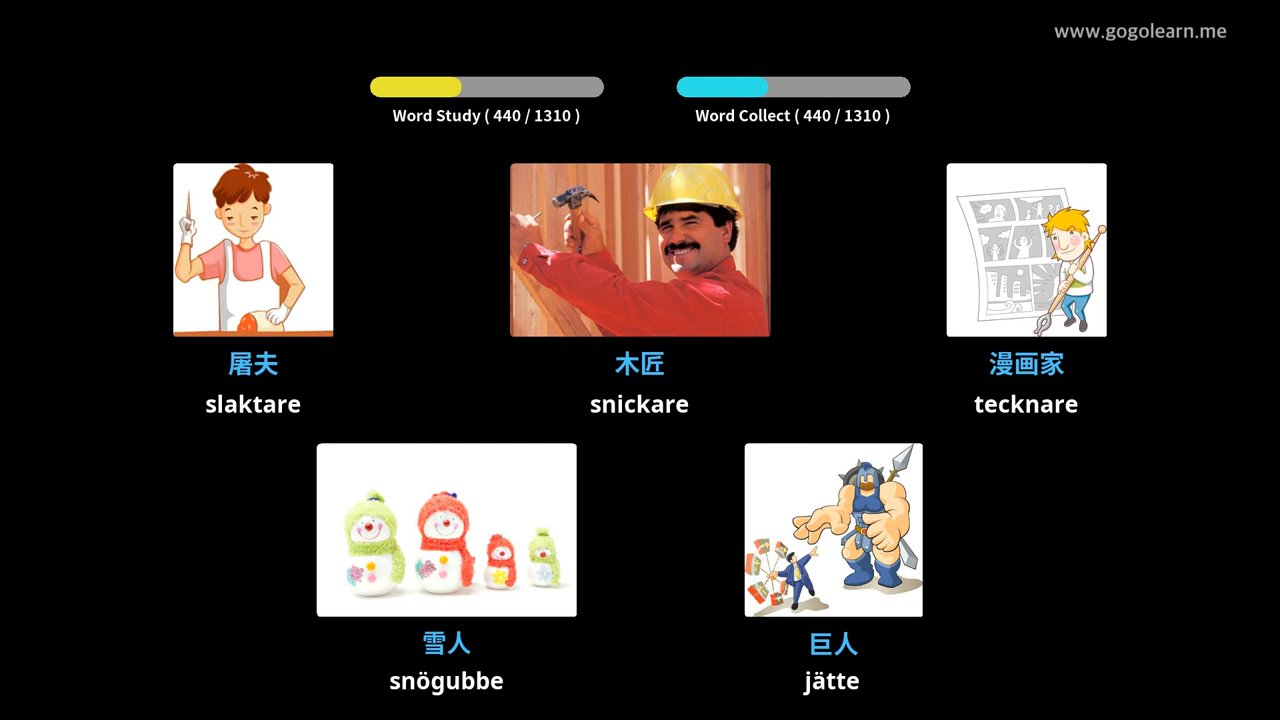 www.gogolearn.me
Word Study ( 440 / 1310 )
Word Collect ( 440 / 1310 )
屠夫
木匠
漫画家
slaktare
snickare
tecknare
雪人
巨人
snögubbe
jätte